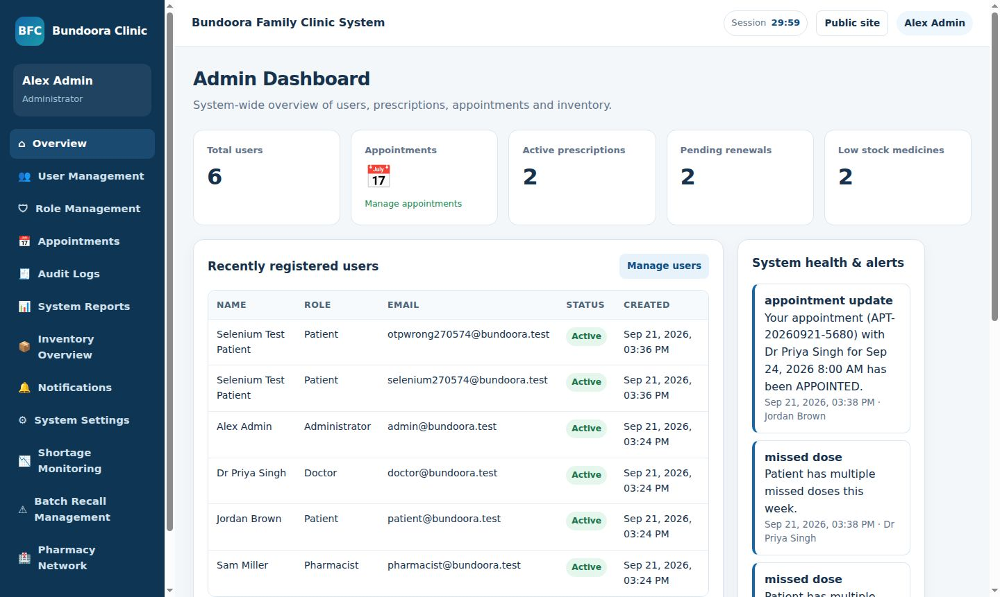 BFC Bundoora Clinic
Alex Admin
Administrator
Overview
User Management
Role Management
Appointments
Audit Logs
System Reports
Inventory
Overview
Notifications
System Settings
Shortage
Monitoring
Batch Recall
Management
Pharmacy
Network
Bundoora Family Clinic System
Session 29:59
Public site
Alex Admin
Admin Dashboard
System-wide overview of users, prescriptions, appointments and inventory.
Total users
6
Appointments
July
17
Manage appointments
Active prescriptions
2
Pending renewals
2
Low stock medicines
2
Recently registered users
Manage users
NAME ROLE EMAIL STATUS CREATED
Selenium Test Patient otpwrong270574@bundoora.test Active Sep 21, 2026,
Patient 03:36 PM
Selenium Test Patient selenium270574@bundoora.test Active Sep 21, 2026,
Patient 03:36 PM
Alex Admin Administrator admin@bundoora.test Active Sep 21, 2026,
03:24 PM
Dr Priya Singh Doctor doctor@bundoora.test Active Sep 21, 2026,
03:24 PM
Jordan Brown Patient patient@bundoora.test Active Sep 21, 2026,
03:24 PM
Sam Miller Pharmacist pharmacist@bundoora.test Active Sep 21, 2026,
03:24 PM
System health & alerts
appointment update
Your appointment (APT-
20260921-5680) with
Dr Priya Singh for Sep
24, 2026 8:00 AM has
been APPOINTED.
Sep 21, 2026, 03:38 PM ·
Jordan Brown
missed dose
Patient has multiple
missed doses this
week.
Sep 21, 2026, 03:38 PM · Dr
Priya Singh
missed dose
Patient has multiple